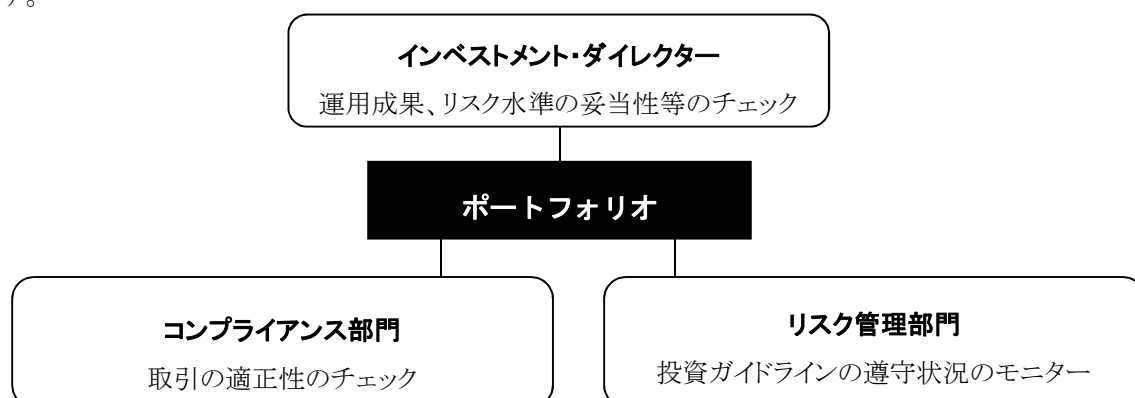 す。
インベストメント・ダイレクター
運用成果、リスク水準の妥当性等のチェック
ポートフォリオ
コンプライアンス部門
取引の適正性のチェック
リスク管理部門
投資ガイドラインの遵守状況のモニター